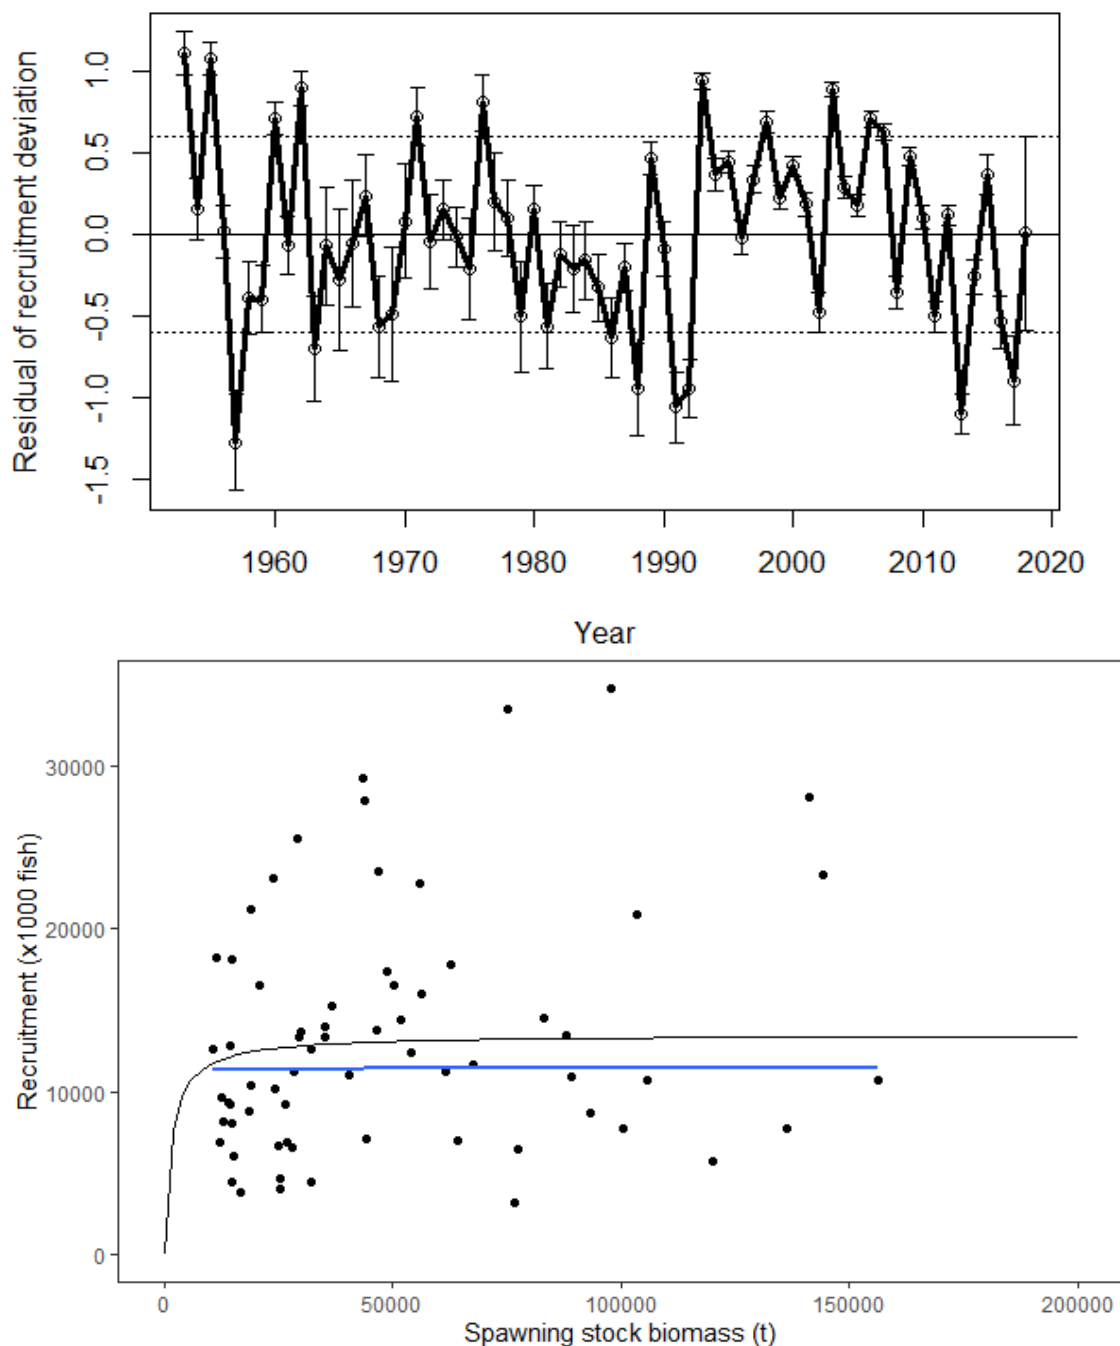 Residual of recruitment deviation
1.0
0.5
0.0
-0.5
-1.0
-1.5
1960 1970 1980 1990 2000 2010 2020
Year
Recruitment (x1000 fish)
30000
20000
10000
0
0 50000 100000 150000 200000
Spawning stock biomass (t)